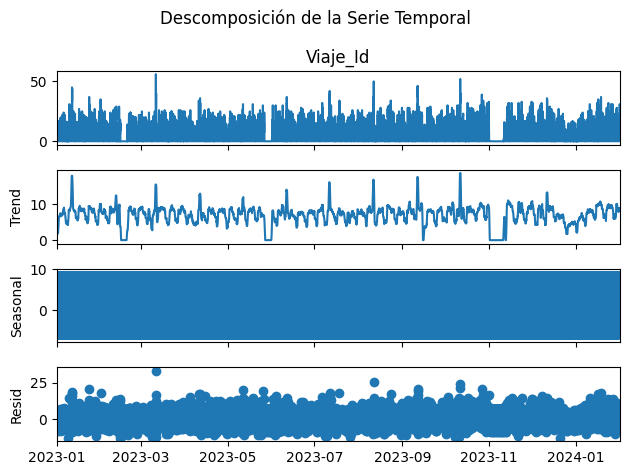 Descomposición de la Serie Temporal
Viaje_Id
50
0
Trend
10
0
Seasonal
10
0
Resid
25
0
2023-01 2023-03 2023-05 2023-07 2023-09 2023-11 2024-01